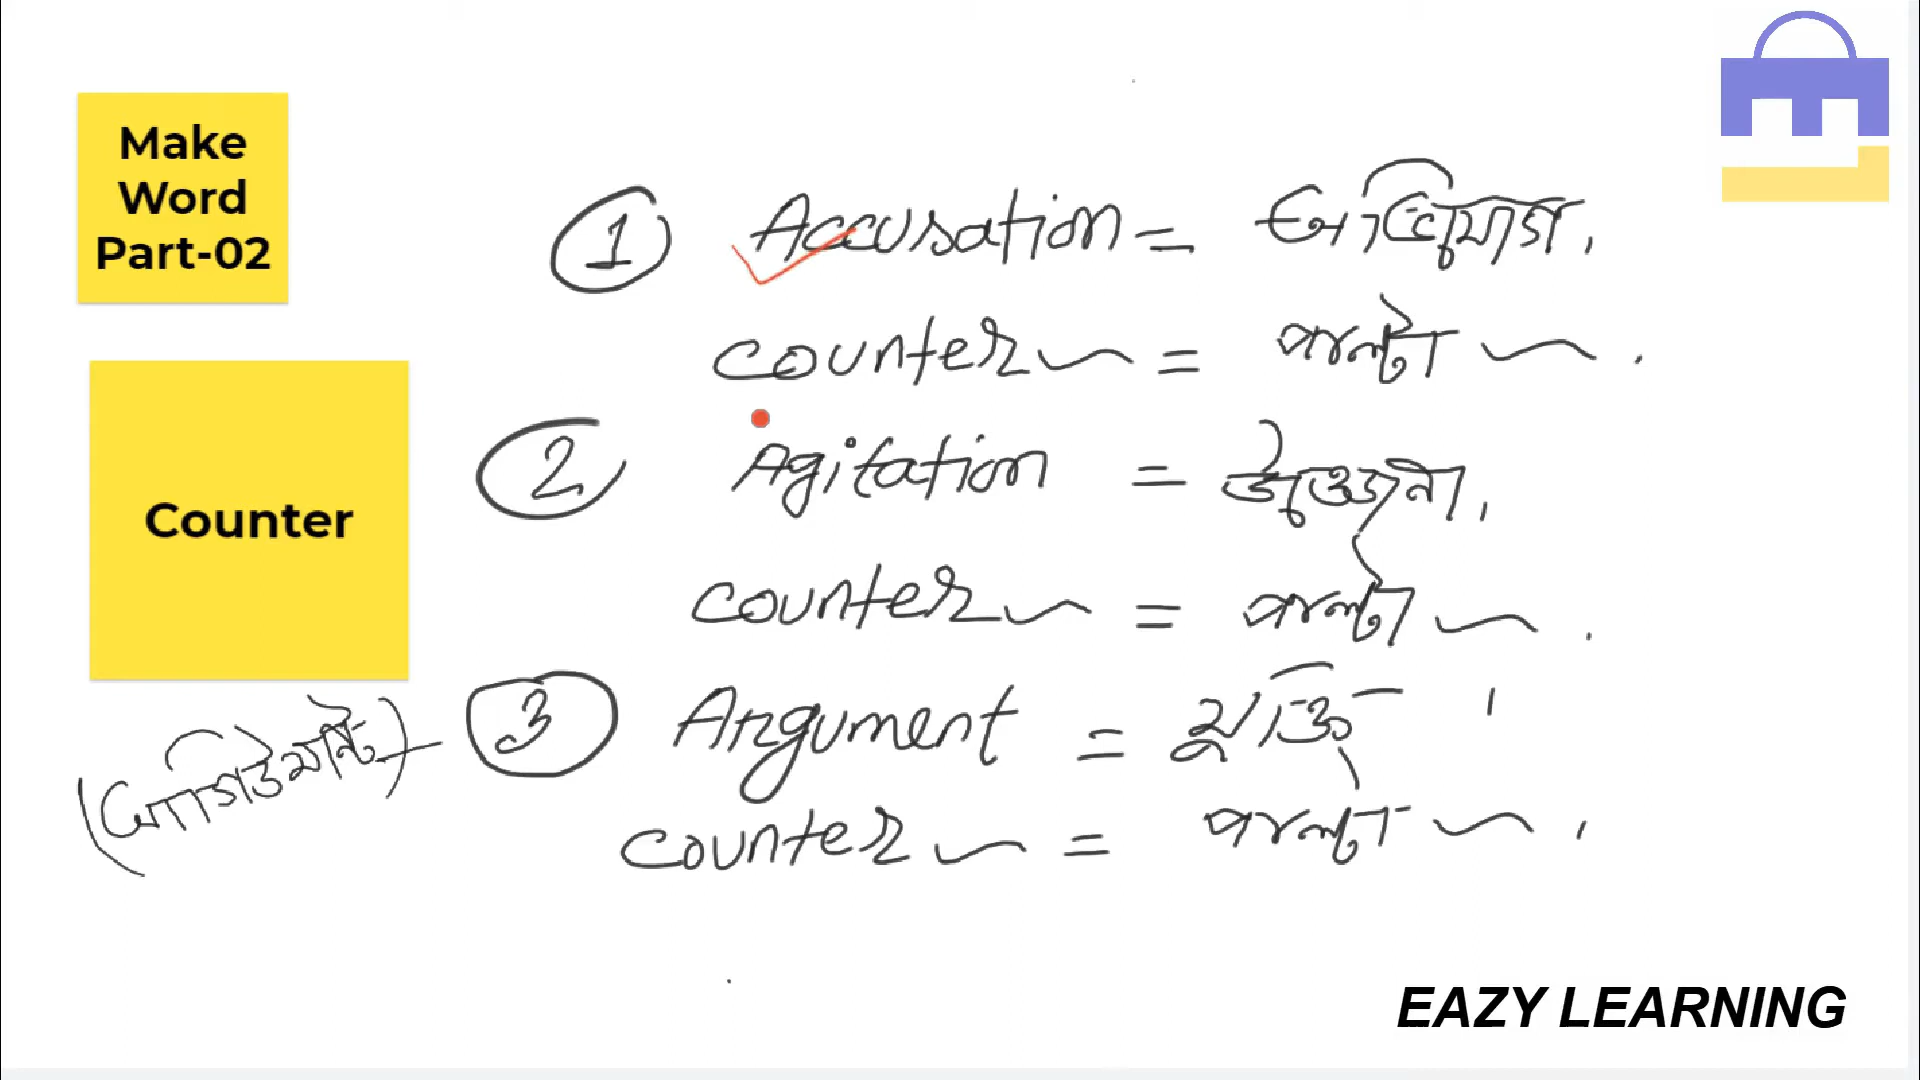 Make
Word
Part-02
Counter
1 Accusation = অভিযোগ.
counter ~ = পাল্টা ~ .
2 Agitation = উত্তেজনা.
counter ~ = পাল্টা ~ .
3 Argument = যুক্তি ।
counter ~ = পাল্টা ~ .
EAZY LEARNING